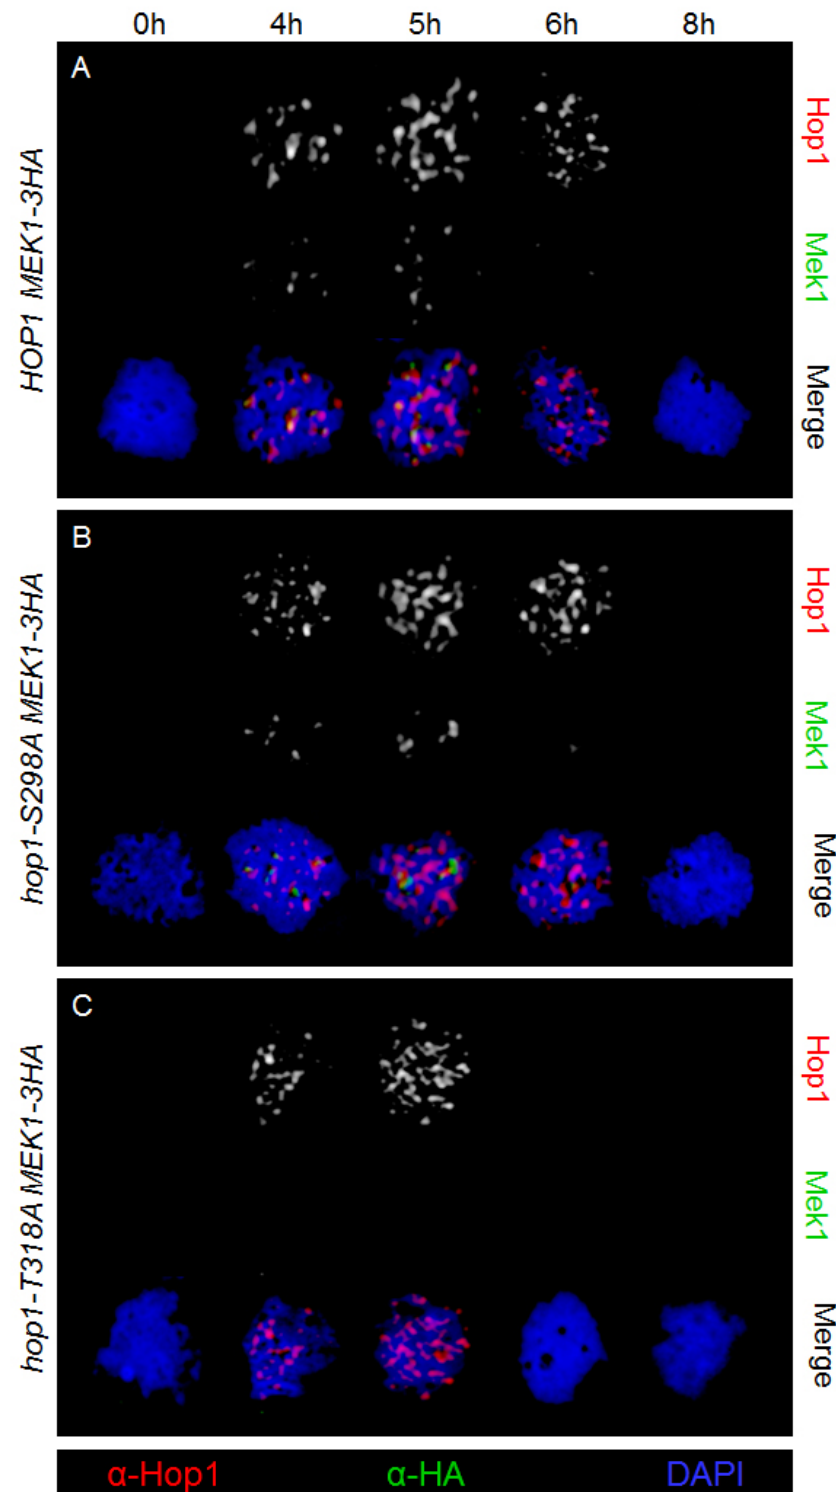 0h 4h 5h 6h 8h
A
HOP1 MEK1-3HA
Hop1
Mek1
Merge
B
hop1-S298A MEK1-3HA
Hop1
Mek1
Merge
C
hop1-T318A MEK1-3HA
Hop1
Mek1
Merge
α-Hop1 α-HA DAPI